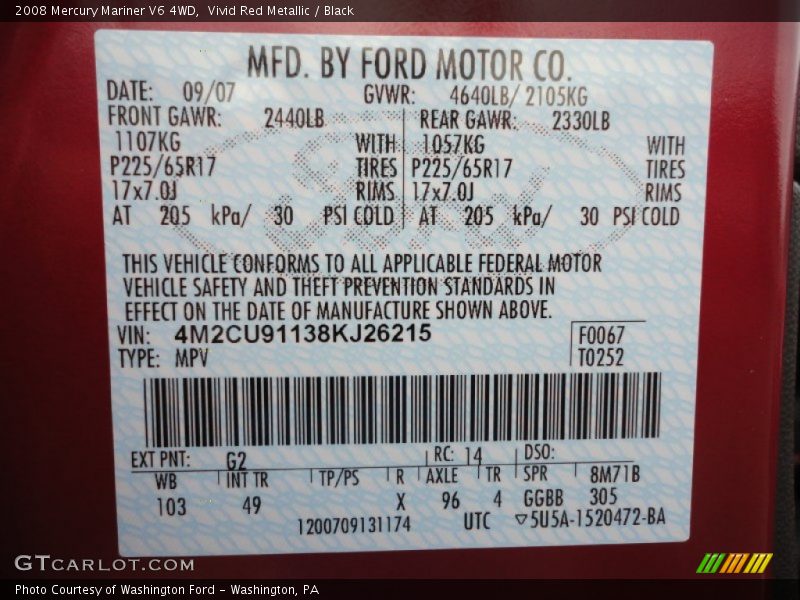 2008 Mercury Mariner V6 4WD,  Vivid Red Metallic / Black
MFD. BY FORD MOTOR CO.
DATE: 09/07 GVWR: 4640LB/ 2105KG
FRONT GAWR: 2440LB REAR GAWR: 2330LB
1107KG WITH 1057KG WITH
P225/65R17 TIRES P225/65R17 TIRES
17x7.0J RIMS 17x7.0J RIMS
AT 205 kPa/ 30 PSI COLD AT 205 kPa/ 30 PSI COLD
THIS VEHICLE CONFORMS TO ALL APPLICABLE FEDERAL MOTOR
VEHICLE SAFETY AND THEFT PREVENTION STANDARDS IN
EFFECT ON THE DATE OF MANUFACTURE SHOWN ABOVE.
VIN: 4M2CU91138KJ26215 F0067
TYPE: MPV T0252
EXT PNT: G2 RC: 14 DSO:
WB INT TR TP/PS R AXLE TR SPR 8M71B
103 49 X 96 4 GGBB 305
1200709131174 UTC ▽5U5A-1520472-BA
GTCARLOT.COM
Photo Courtesy of Washington Ford - Washington, PA